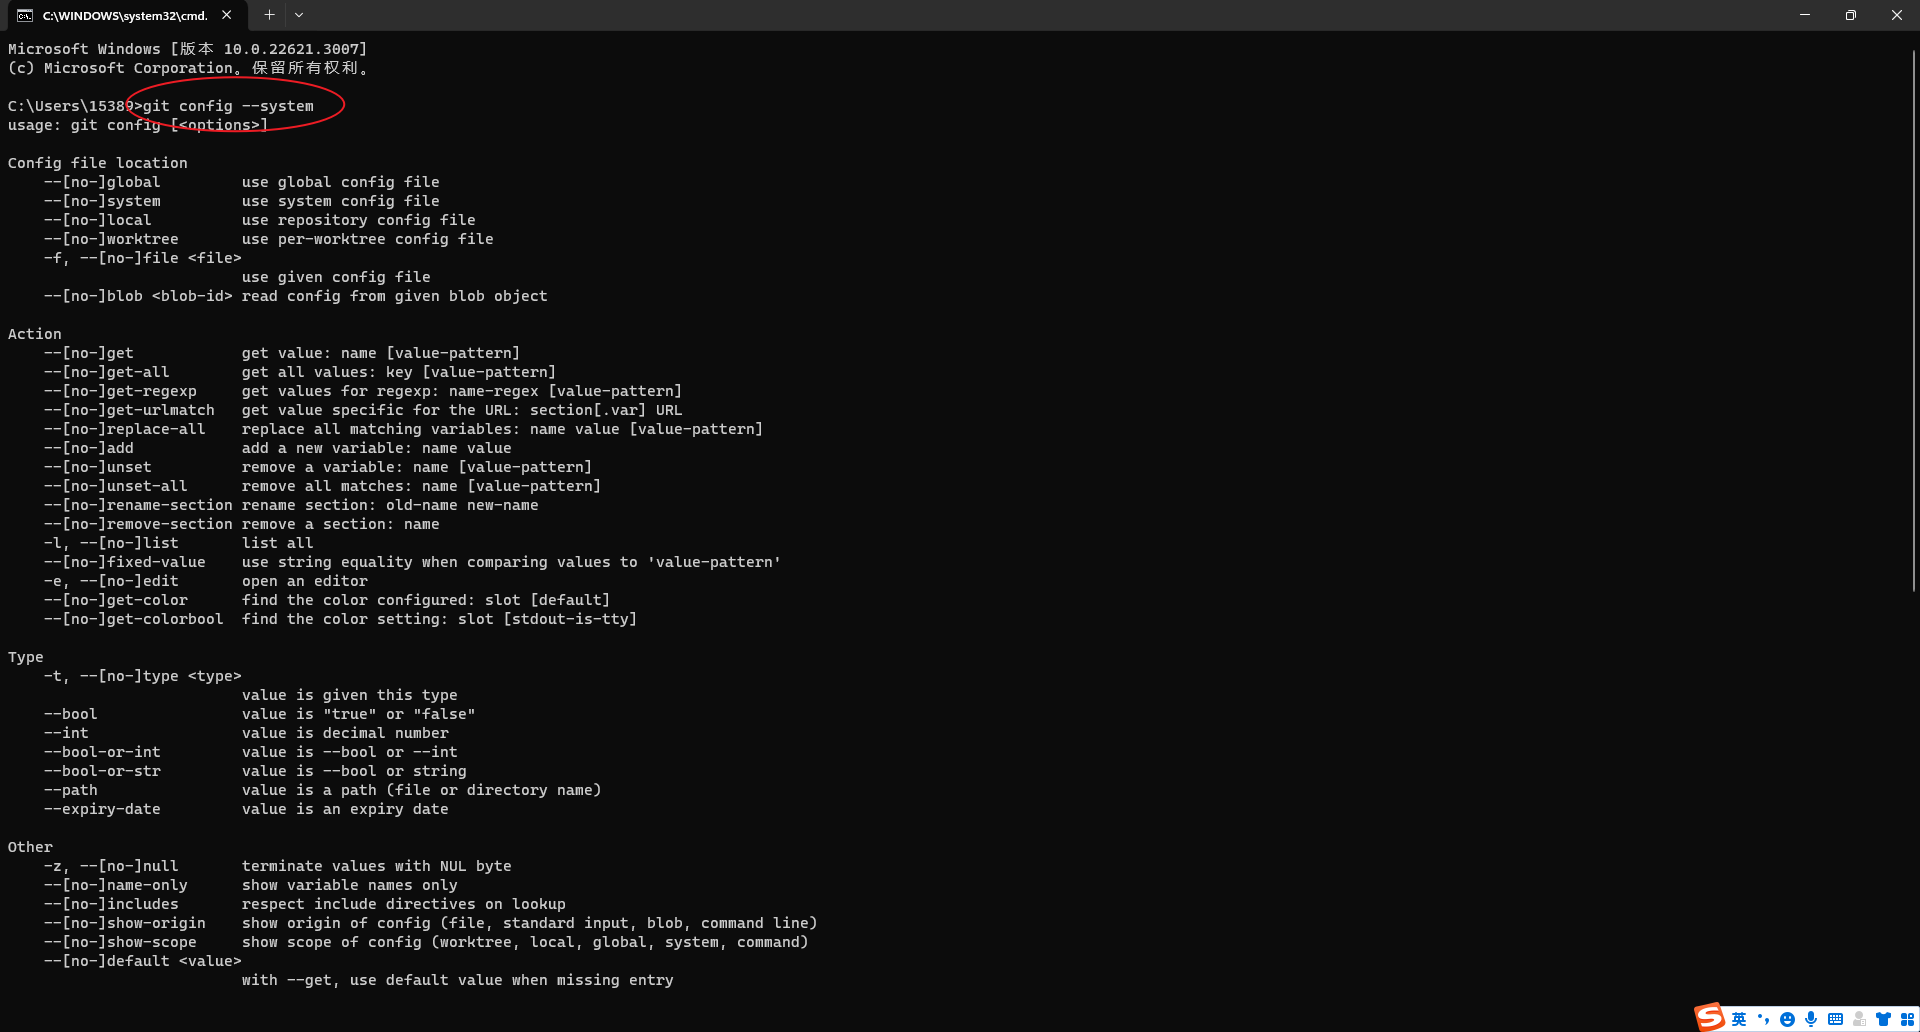 C:\WINDOWS\system32\cmd.
Microsoft Windows [版本 10.0.22621.3007]
(c) Microsoft Corporation。保留所有权利。
C:\Users\15389>git config --system
usage: git config [<options>]
Config file location
--[no-]global use global config file
--[no-]system use system config file
--[no-]local use repository config file
--[no-]worktree use per-worktree config file
-f, --[no-]file <file>
use given config file
--[no-]blob <blob-id> read config from given blob object
Action
--[no-]get get value: name [value-pattern]
--[no-]get-all get all values: key [value-pattern]
--[no-]get-regexp get values for regexp: name-regex [value-pattern]
--[no-]get-urlmatch get value specific for the URL: section[.var] URL
--[no-]replace-all replace all matching variables: name value [value-pattern]
--[no-]add add a new variable: name value
--[no-]unset remove a variable: name [value-pattern]
--[no-]unset-all remove all matches: name [value-pattern]
--[no-]rename-section rename section: old-name new-name
--[no-]remove-section remove a section: name
-l, --[no-]list list all
--[no-]fixed-value use string equality when comparing values to 'value-pattern'
-e, --[no-]edit open an editor
--[no-]get-color find the color configured: slot [default]
--[no-]get-colorbool find the color setting: slot [stdout-is-tty]
Type
-t, --[no-]type <type>
value is given this type
--bool value is "true" or "false"
--int value is decimal number
--bool-or-int value is --bool or --int
--bool-or-str value is --bool or string
--path value is a path (file or directory name)
--expiry-date value is an expiry date
Other
-z, --[no-]null terminate values with NUL byte
--[no-]name-only show variable names only
--[no-]includes respect include directives on lookup
--[no-]show-origin show origin of config (file, standard input, blob, command line)
--[no-]show-scope show scope of config (worktree, local, global, system, command)
--[no-]default <value>
with --get, use default value when missing entry
英